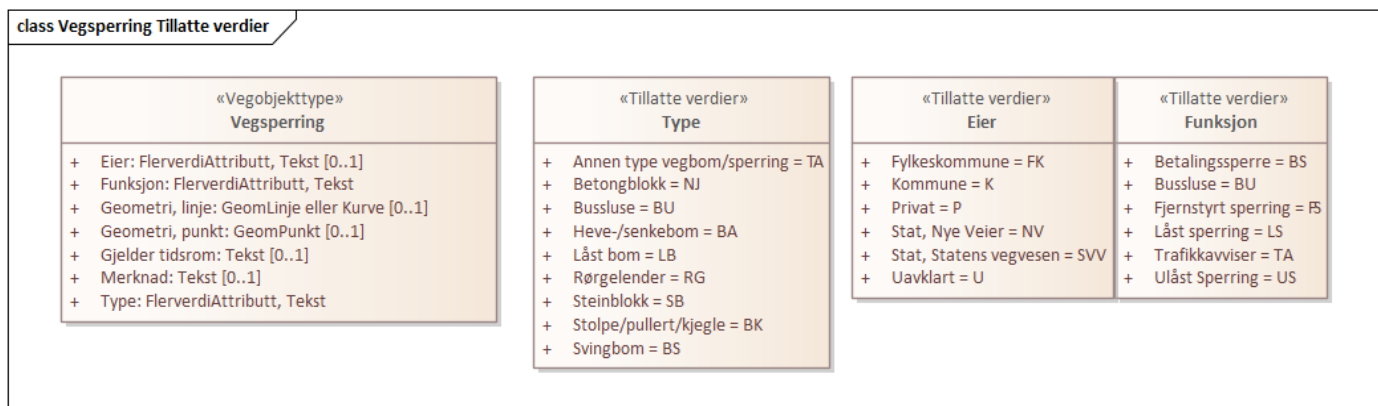 class Vegsperring Tillatte verdier
«Vegobjekttype»
Vegsperring
+ Eier: FlerverdiAttributt, Tekst [0..1]
+ Funksjon: FlerverdiAttributt, Tekst
+ Geometri, linje: GeomLinje eller Kurve [0..1]
+ Geometri, punkt: GeomPunkt [0..1]
+ Gjelder tidsrom: Tekst [0..1]
+ Merknad: Tekst [0..1]
+ Type: FlerverdiAttributt, Tekst
«Tillatte verdier»
Type
+ Annen type vegbom/sperring = TA
+ Betongblokk = NJ
+ Bussluse = BU
+ Heve-/senkebom = BA
+ Låst bom = LB
+ Rørgelender = RG
+ Steinblokk = SB
+ Stolpe/pullert/kjegle = BK
+ Svingbom = BS
«Tillatte verdier»
Eier
+ Fylkeskommune = FK
+ Kommune = K
+ Privat = P
+ Stat, Nye Veier = NV
+ Stat, Statens vegvesen = SVV
+ Uavklart = U
«Tillatte verdier»
Funksjon
+ Betalingssperre = BS
+ Bussluse = BU
+ Fjernstyrt sperring = FS
+ Låst sperring = LS
+ Trafikkavviser = TA
+ Ulåst Sperring = US